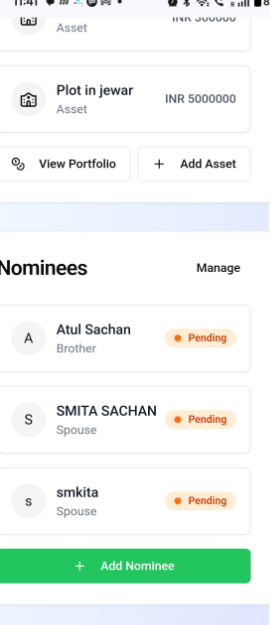 11:41
INR 500000
Asset
Plot in jewar
INR 5000000
Asset
View Portfolio
+ Add Asset
Nominees
Manage
A
Atul Sachan
Pending
Brother
S
SMITA SACHAN
Pending
Spouse
s
smkita
Pending
Spouse
+ Add Nominee